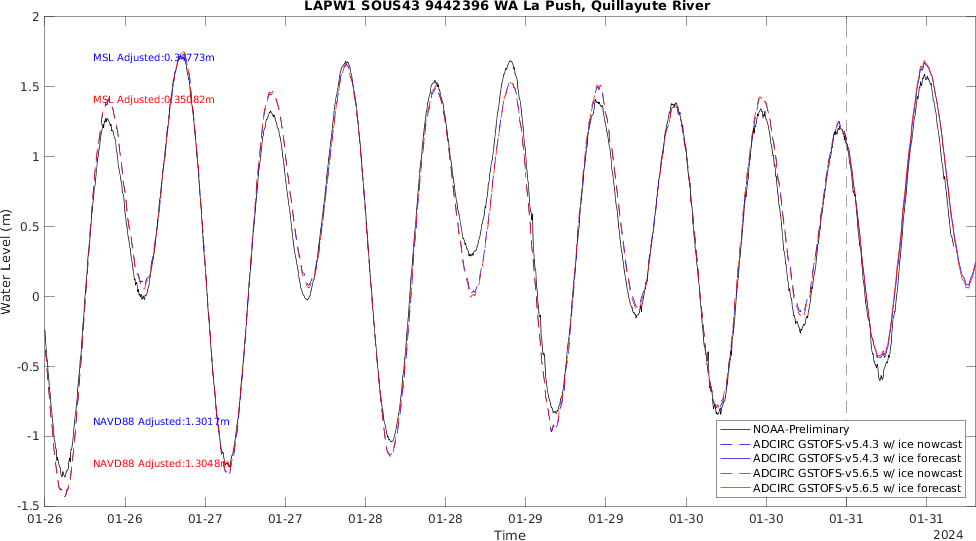 LAPW1 SOUS43 9442396 WA La Push, Quillayute River
2
1.5
1
0.5
0
-0.5
-1
-1.5
Water Level (m)
MSL Adjusted:0.34773m
MSL Adjusted:0.35082m
NAVD88 Adjusted:1.3017m
NAVD88 Adjusted:1.3048m
NOAA-Preliminary
ADCIRC GSTOFS-v5.4.3 w/ ice nowcast
ADCIRC GSTOFS-v5.4.3 w/ ice forecast
ADCIRC GSTOFS-v5.6.5 w/ ice nowcast
ADCIRC GSTOFS-v5.6.5 w/ ice forecast
01-26 01-26 01-27 01-27 01-28 01-28 01-29 01-29 01-30 01-30 01-31 01-31
2024
Time